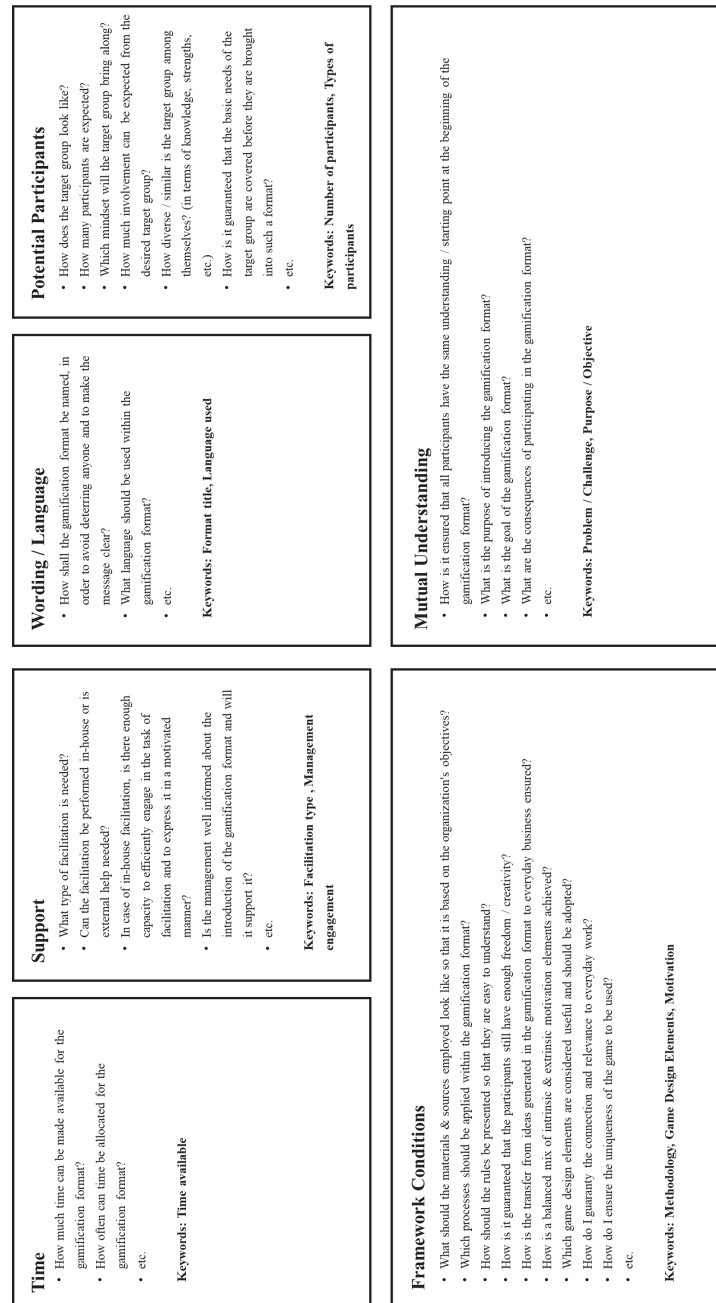 Time
• How much time can be made available for the
gamification format?
• How often can time be allocated for the
gamification format?
• etc.
Keywords: Time available
Support
• What type of facilitation is needed?
• Can the facilitation be performed in-house or is
external help needed?
• In case of in-house facilitation, is there enough
capacity to efficiently engage in the task of
facilitation and to express it in a motivated
manner?
• Is the management well informed about the
introduction of the gamification format and will
it support it?
• etc.
Keywords: Facilitation type , Management
engagement
Wording / Language
• How shall the gamification format be named, in
order to avoid deterring anyone and to make the
message clear?
• What language should be used within the
gamification format?
• etc.
Keywords: Format title, Language used
Potential Participants
• How does the target group look like?
• How many participants are expected?
• Which mindset will the target group bring along?
• How much involvement can be expected from the
desired target group?
• How diverse / similar is the target group among
themselves? (in terms of knowledge, strengths,
etc.)
• How is it guaranteed that the basic needs of the
target group are covered before they are brought
into such a format?
• etc.
Keywords: Number of participants, Types of
participants
Framework Conditions
• What should the materials & sources employed look like so that it is based on the organization's objectives?
• Which processes should be applied within the gamification format?
• How should the rules be presented so that they are easy to understand?
• How is it guaranteed that the participants still have enough freedom / creativity?
• How is the transfer from ideas generated in the gamification format to everyday business ensured?
• How is a balanced mix of intrinsic & extrinsic motivation elements achieved?
• Which game design elements are considered useful and should be adopted?
• How do I guaranty the connection and relevance to everyday work?
• How do I ensure the uniqueness of the game to be used?
• etc.
Keywords: Methodology, Game Design Elements, Motivation
Mutual Understanding
• How is it ensured that all participants have the same understanding / starting point at the beginning of the
gamification format?
• What is the purpose of introducing the gamification format?
• What is the goal of the gamification format?
• What are the consequences of participating in the gamification format?
• etc.
Keywords: Problem / Challenge, Purpose / Objective